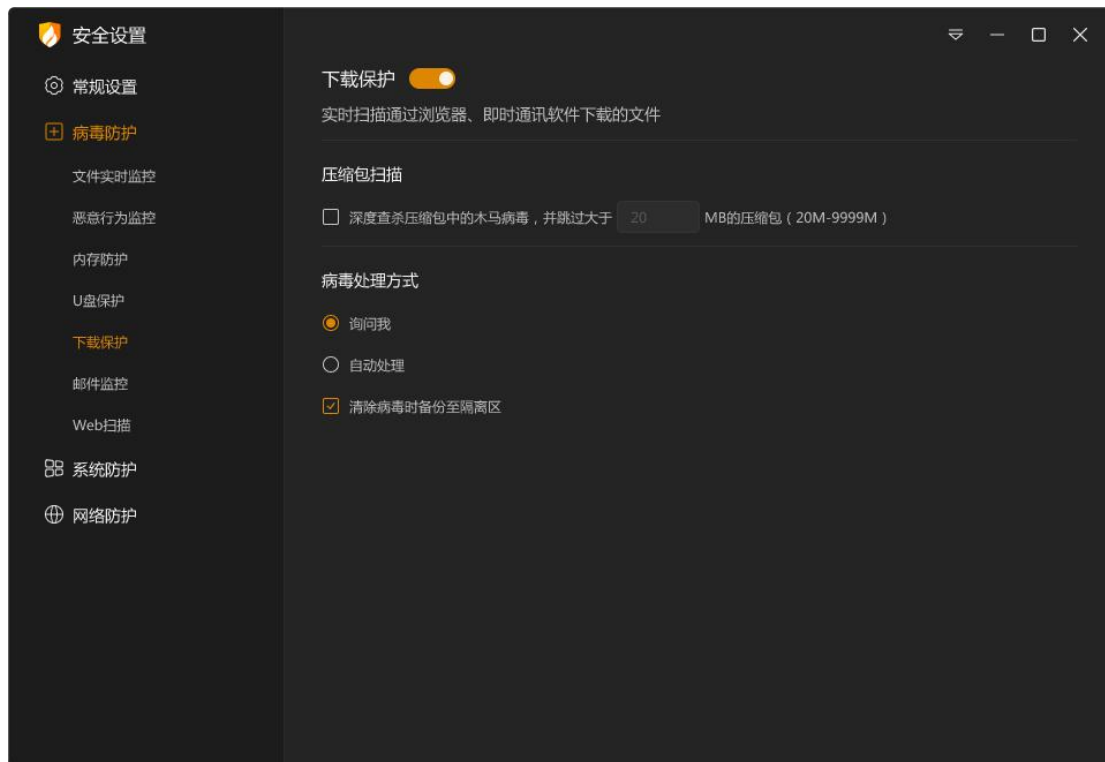 安全设置
常规设置
病毒防护
文件实时监控
恶意行为监控
内存防护
U盘保护
下载保护
邮件监控
Web扫描
系统防护
网络防护
下载保护
实时扫描通过浏览器、即时通讯软件下载的文件
压缩包扫描
深度查杀压缩包中的木马病毒，并跳过大于 20 MB的压缩包（20M-9999M）
病毒处理方式
询问我
自动处理
清除病毒时备份至隔离区